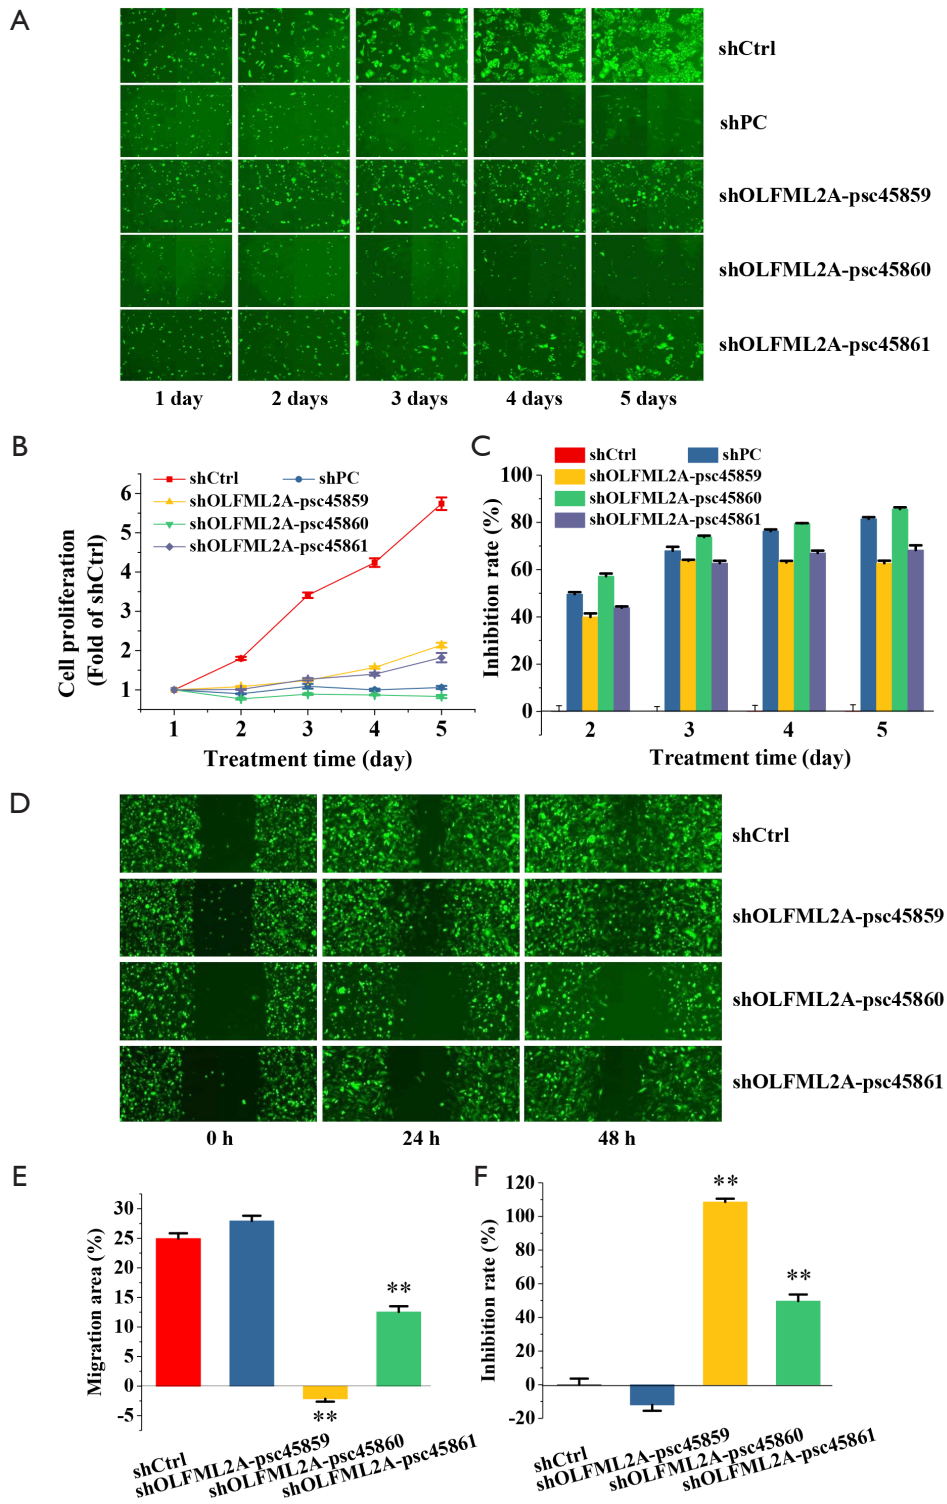 A
shCtrl
shPC
shOLFML2A-psc45859
shOLFML2A-psc45860
shOLFML2A-psc45861
1 day 2 days 3 days 4 days 5 days
B
shCtrl shPC
shOLFML2A-psc45859
shOLFML2A-psc45860
shOLFML2A-psc45861
Cell proliferation
(Fold of shCtrl)
6
5
4
3
2
1
1 2 3 4 5
Treatment time (day)
C
shCtrl shPC
shOLFML2A-psc45859
shOLFML2A-psc45860
shOLFML2A-psc45861
Inhibition rate (%)
100
80
60
40
20
0
2 3 4 5
Treatment time (day)
D
shCtrl
shOLFML2A-psc45859
shOLFML2A-psc45860
shOLFML2A-psc45861
0 h 24 h 48 h
E
Migration area (%)
30
25
20
15
10
5
0
-5
**
**
shCtrl
shOLFML2A-psc45859
shOLFML2A-psc45860
shOLFML2A-psc45861
F
Inhibition rate (%)
120
100
80
60
40
20
0
-20
**
**
shCtrl
shOLFML2A-psc45859
shOLFML2A-psc45860
shOLFML2A-psc45861